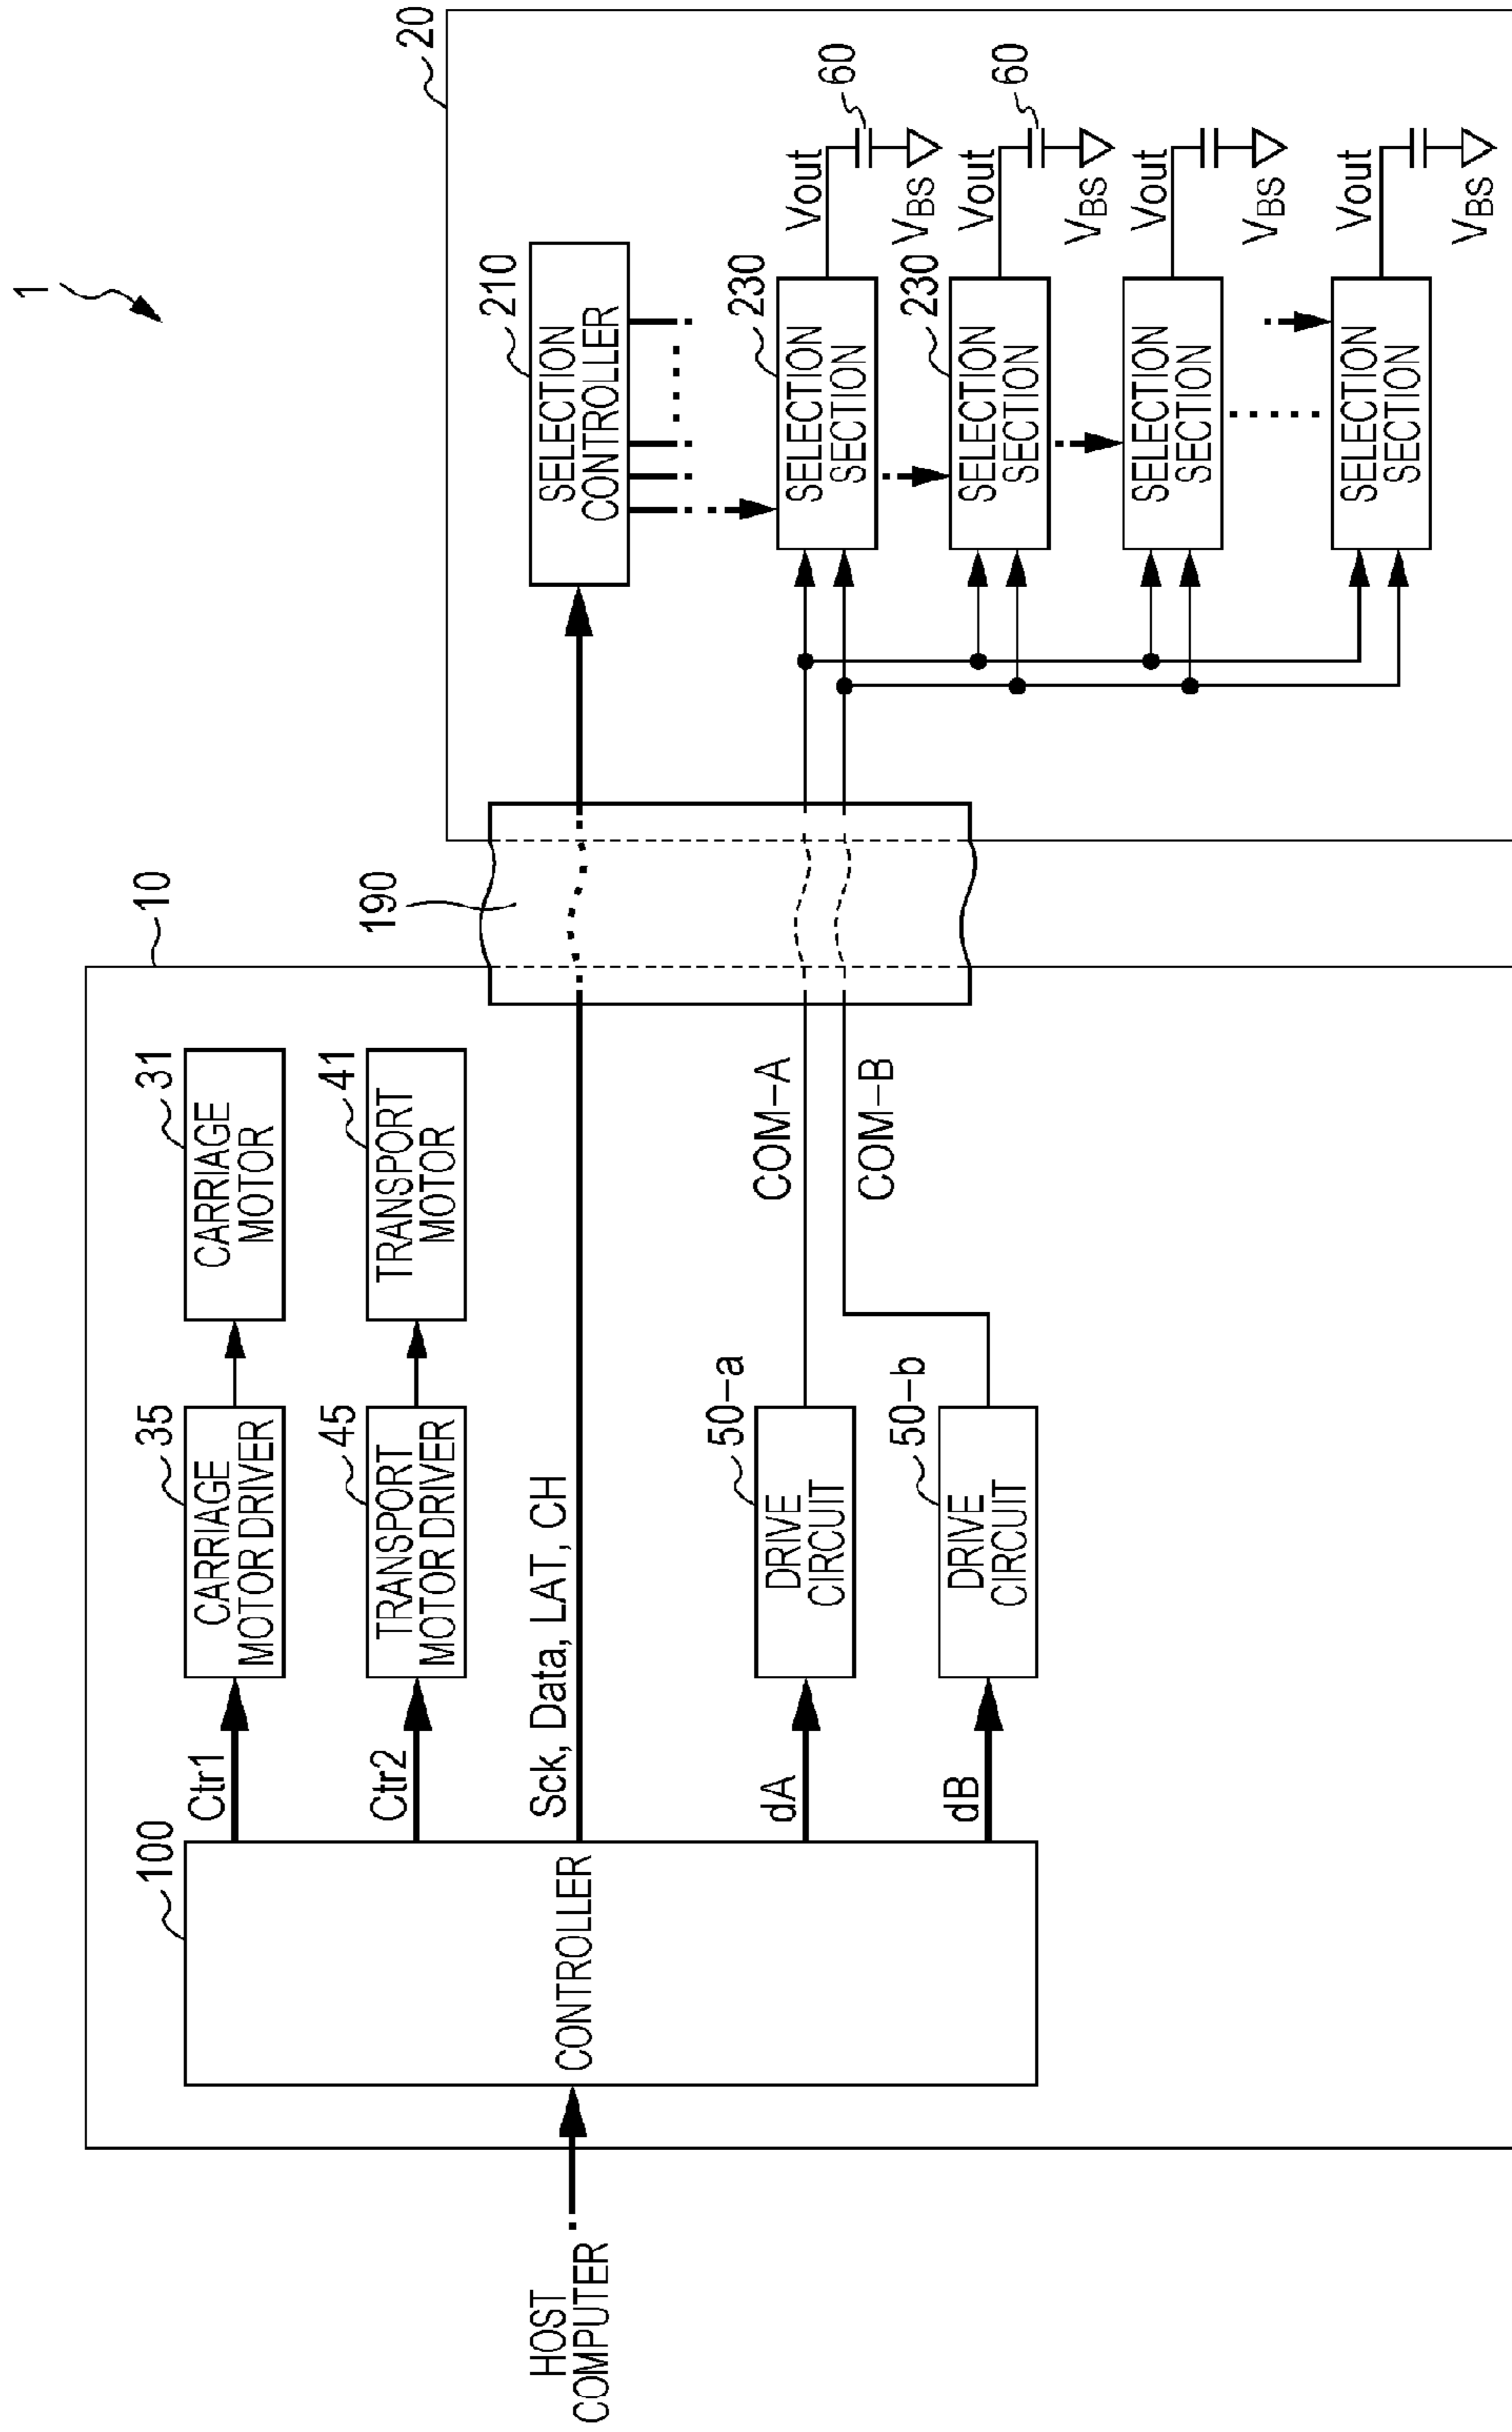 1
10
20
100
35
31
CARRIAGE
MOTOR DRIVER
CARRIAGE
MOTOR
Ctr1
45
41
TRANSPORT
MOTOR DRIVER
TRANSPORT
MOTOR
Ctr2
190
210
SELECTION
CONTROLLER
HOST
COMPUTER
CONTROLLER
Sck, Data, LAT, CH
50-a
DRIVE
CIRCUIT
dA
COM-A
50-b
DRIVE
CIRCUIT
dB
COM-B
230
SELECTION
SECTION
Vout
60
VBS
230
SELECTION
SECTION
Vout
60
VBS
SELECTION
SECTION
Vout
VBS
SELECTION
SECTION
Vout
VBS